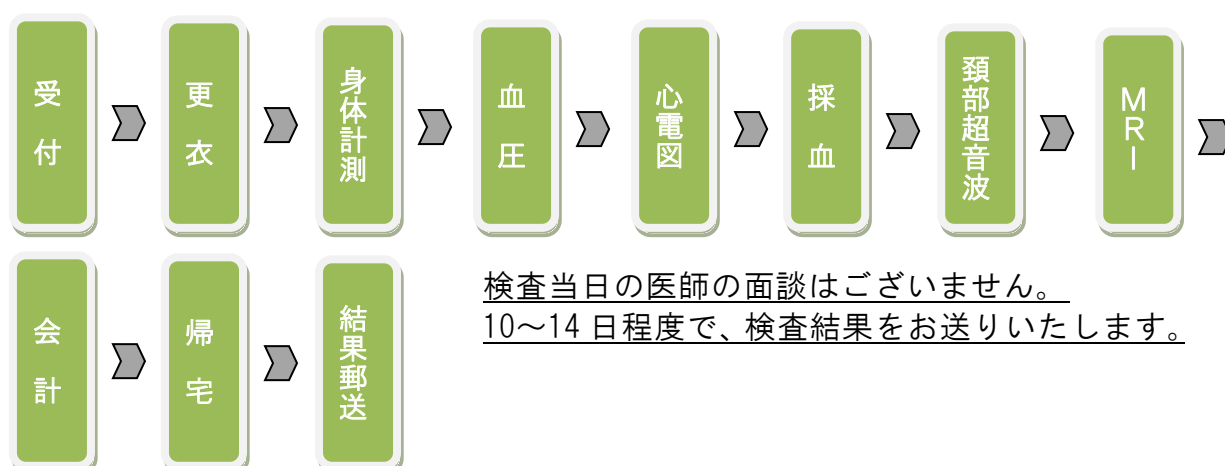 受付
更衣
身体計測
血圧
心電図
採血
頚部超音波
MRI
会計
帰宅
結果郵送
検査当日の医師の面談はございません。
10～14日程度で、検査結果をお送りいたします。